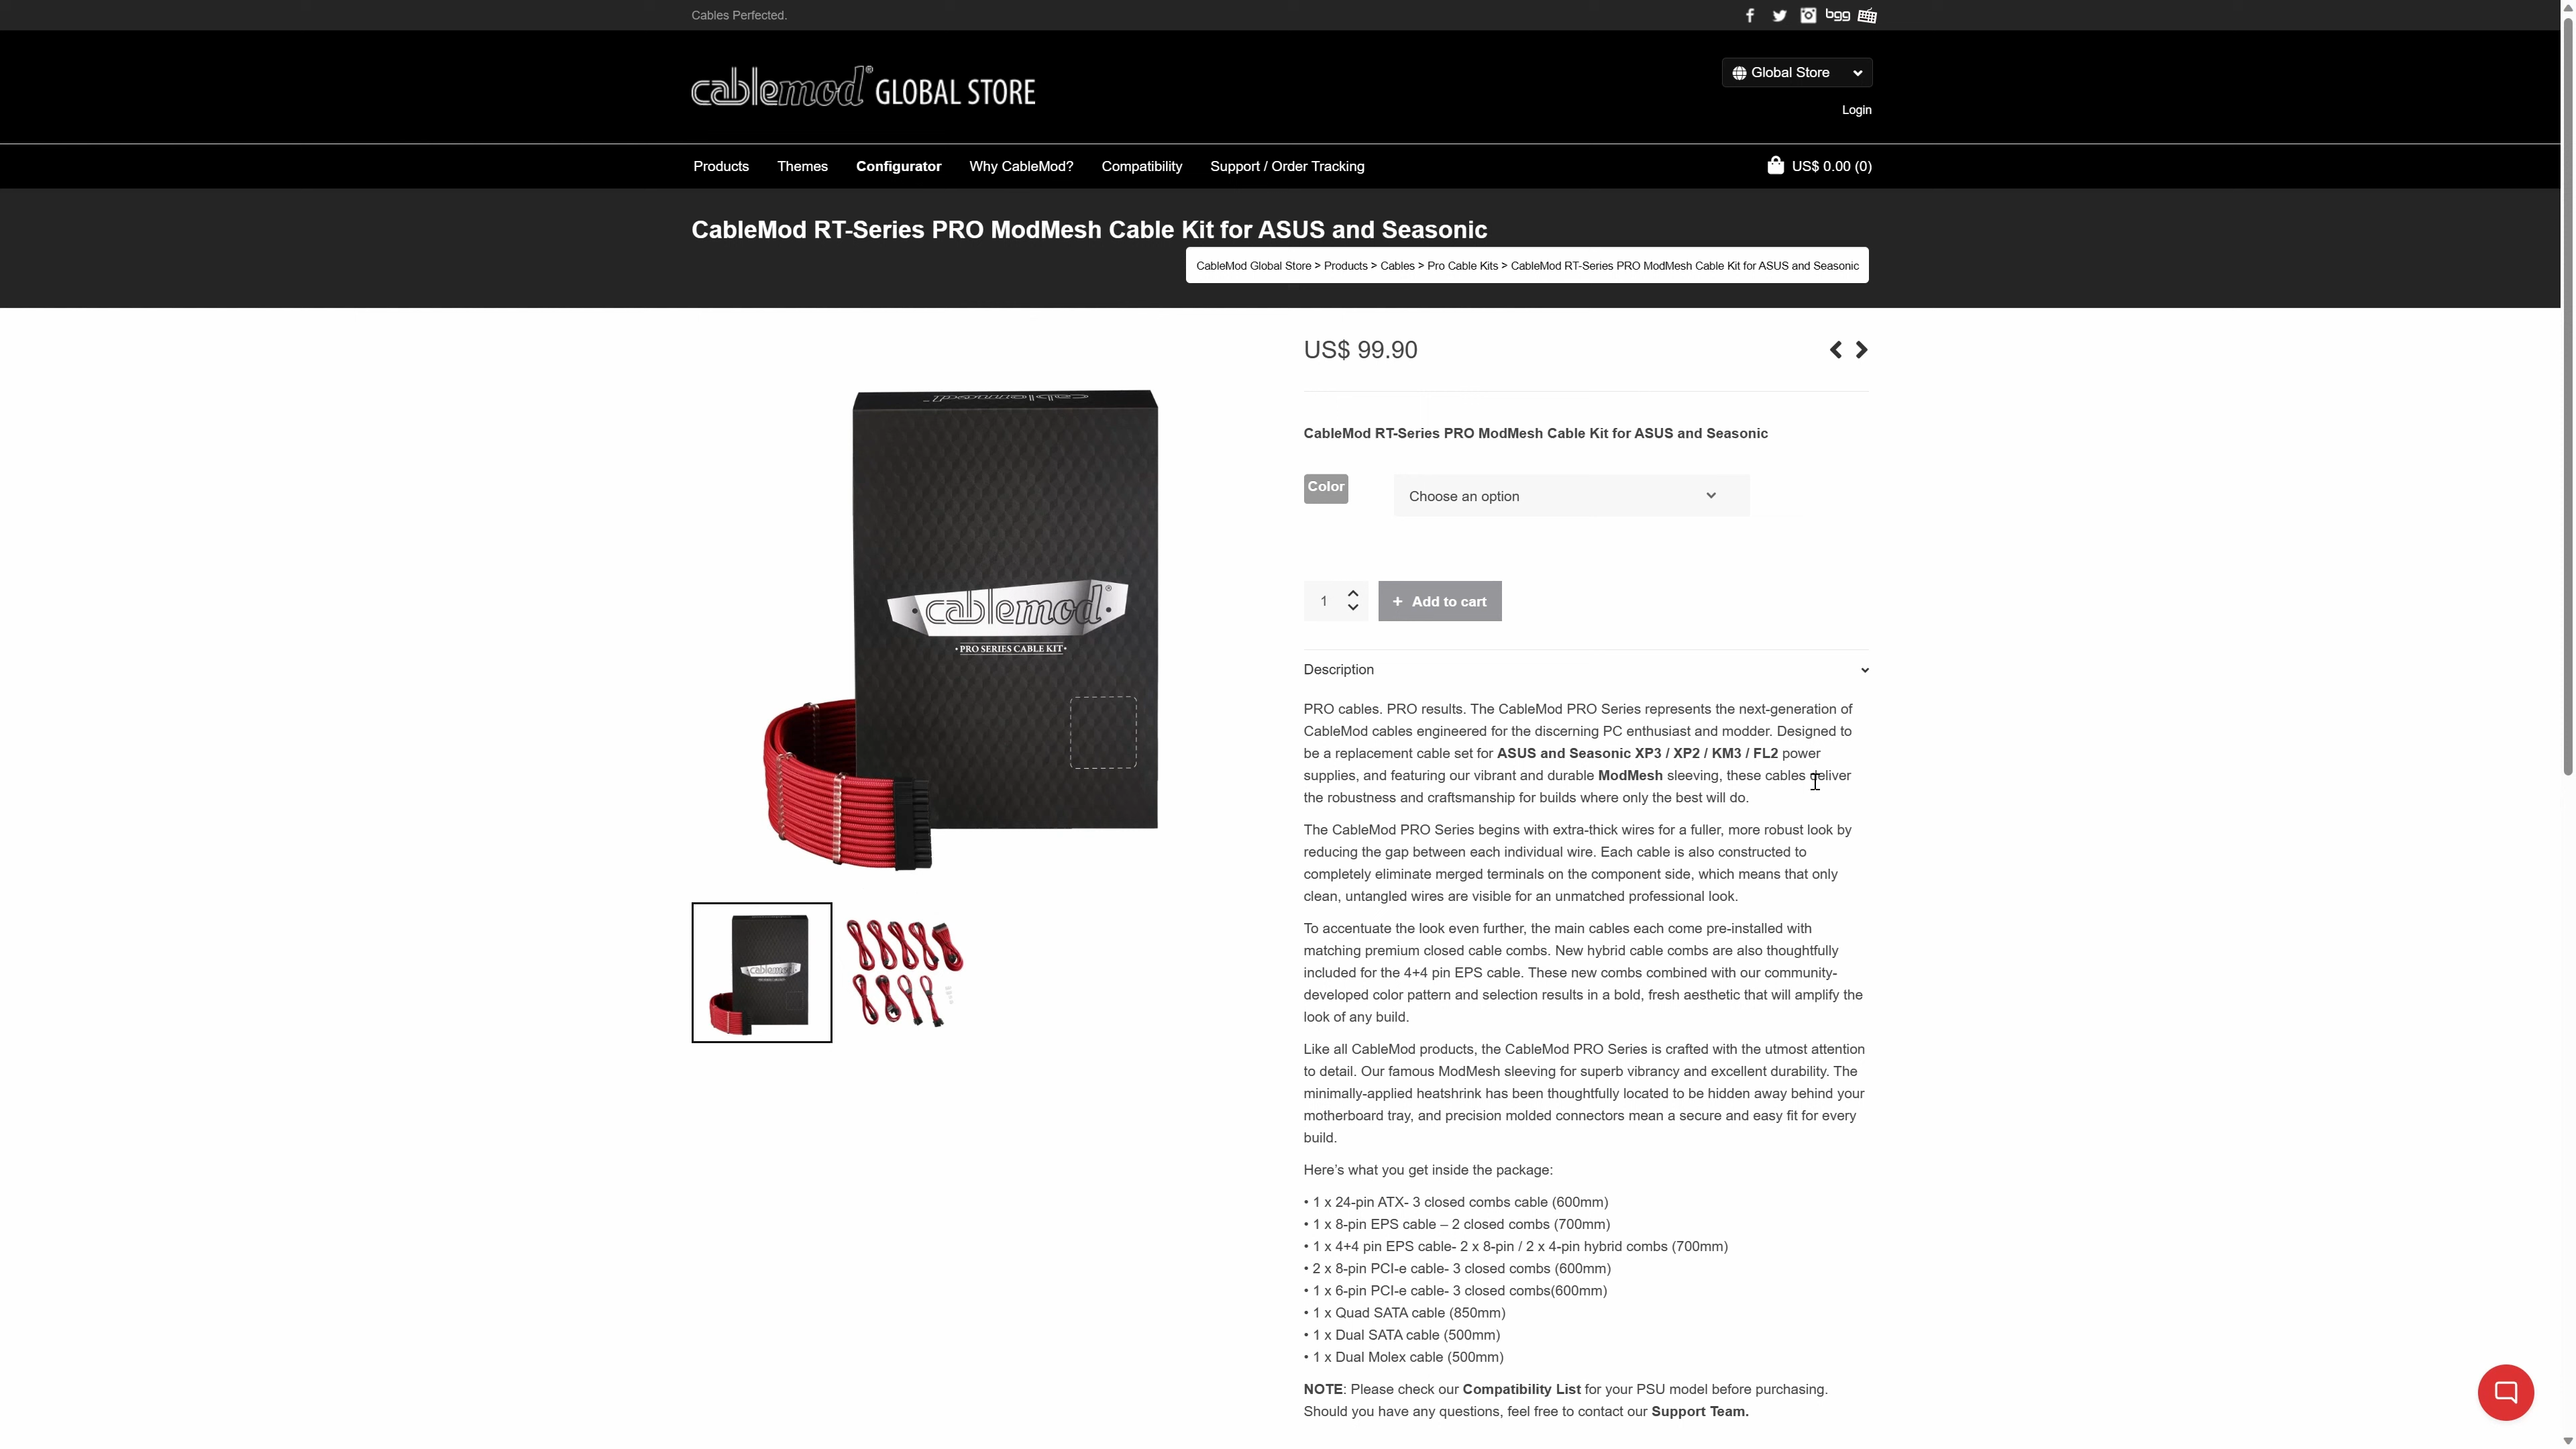 Cables Perfected.
bgg
cablemod® GLOBAL STORE
Global Store
Login
Products Themes Configurator Why CableMod? Compatibility Support / Order Tracking US$ 0.00 (0)
CableMod RT-Series PRO ModMesh Cable Kit for ASUS and Seasonic
CableMod Global Store > Products > Cables > Pro Cable Kits > CableMod RT-Series PRO ModMesh Cable Kit for ASUS and Seasonic
US$ 99.90
cablemod
cablemod®
• PRO SERIES CABLE KIT •
CableMod RT-Series PRO ModMesh Cable Kit for ASUS and Seasonic
Color Choose an option
1 + Add to cart
Description
PRO cables. PRO results. The CableMod PRO Series represents the next-generation of
CableMod cables engineered for the discerning PC enthusiast and modder. Designed to
be a replacement cable set for ASUS and Seasonic XP3 / XP2 / KM3 / FL2 power
supplies, and featuring our vibrant and durable ModMesh sleeving, these cables deliver
the robustness and craftsmanship for builds where only the best will do.
The CableMod PRO Series begins with extra-thick wires for a fuller, more robust look by
reducing the gap between each individual wire. Each cable is also constructed to
completely eliminate merged terminals on the component side, which means that only
clean, untangled wires are visible for an unmatched professional look.
To accentuate the look even further, the main cables each come pre-installed with
matching premium closed cable combs. New hybrid cable combs are also thoughtfully
included for the 4+4 pin EPS cable. These new combs combined with our community-
developed color pattern and selection results in a bold, fresh aesthetic that will amplify the
look of any build.
Like all CableMod products, the CableMod PRO Series is crafted with the utmost attention
to detail. Our famous ModMesh sleeving for superb vibrancy and excellent durability. The
minimally-applied heatshrink has been thoughtfully located to be hidden away behind your
motherboard tray, and precision molded connectors mean a secure and easy fit for every
build.
Here's what you get inside the package:
• 1 x 24-pin ATX- 3 closed combs cable (600mm)
• 1 x 8-pin EPS cable – 2 closed combs (700mm)
• 1 x 4+4 pin EPS cable- 2 x 8-pin / 2 x 4-pin hybrid combs (700mm)
• 2 x 8-pin PCI-e cable- 3 closed combs (600mm)
• 1 x 6-pin PCI-e cable- 3 closed combs(600mm)
• 1 x Quad SATA cable (850mm)
• 1 x Dual SATA cable (500mm)
• 1 x Dual Molex cable (500mm)
NOTE: Please check our Compatibility List for your PSU model before purchasing.
Should you have any questions, feel free to contact our Support Team.
cablemod